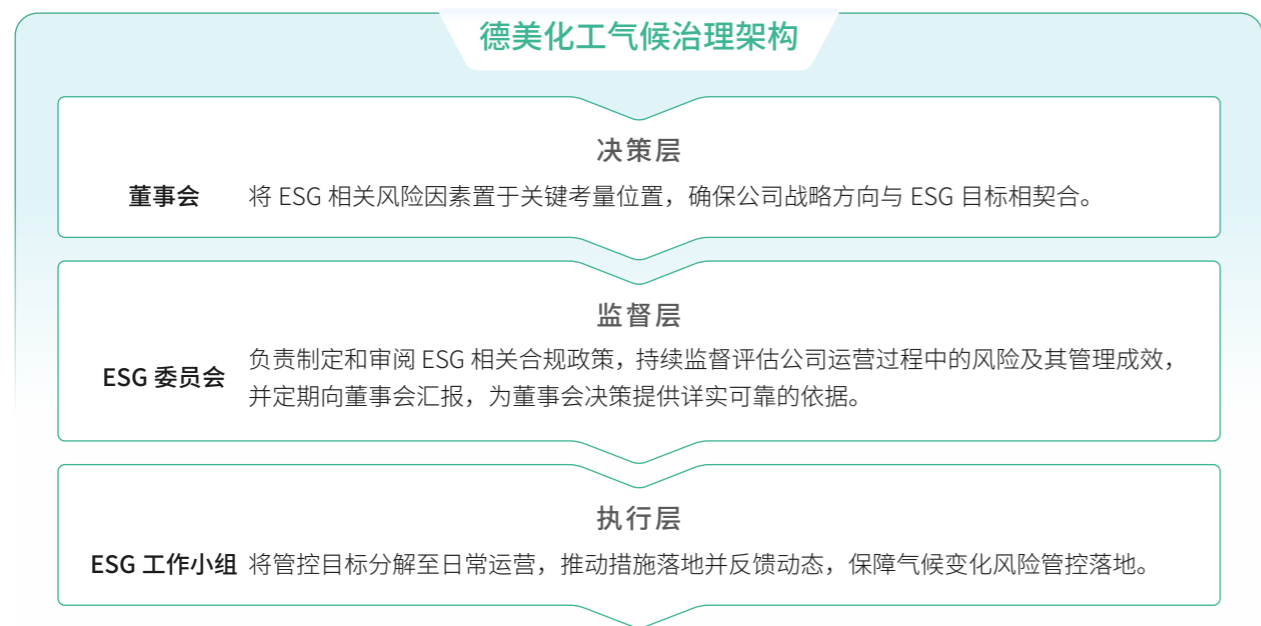 德美化工气候治理架构
决策层
董事会 将 ESG 相关风险因素置于关键考量位置，确保公司战略方向与 ESG 目标相契合。
监督层
ESG 委员会
负责制定和审阅 ESG 相关合规政策，持续监督评估公司运营过程中的风险及其管理成效，
并定期向董事会汇报，为董事会决策提供详实可靠的依据。
执行层
ESG 工作小组 将管控目标分解至日常运营，推动措施落地并反馈动态，保障气候变化风险管控落地。